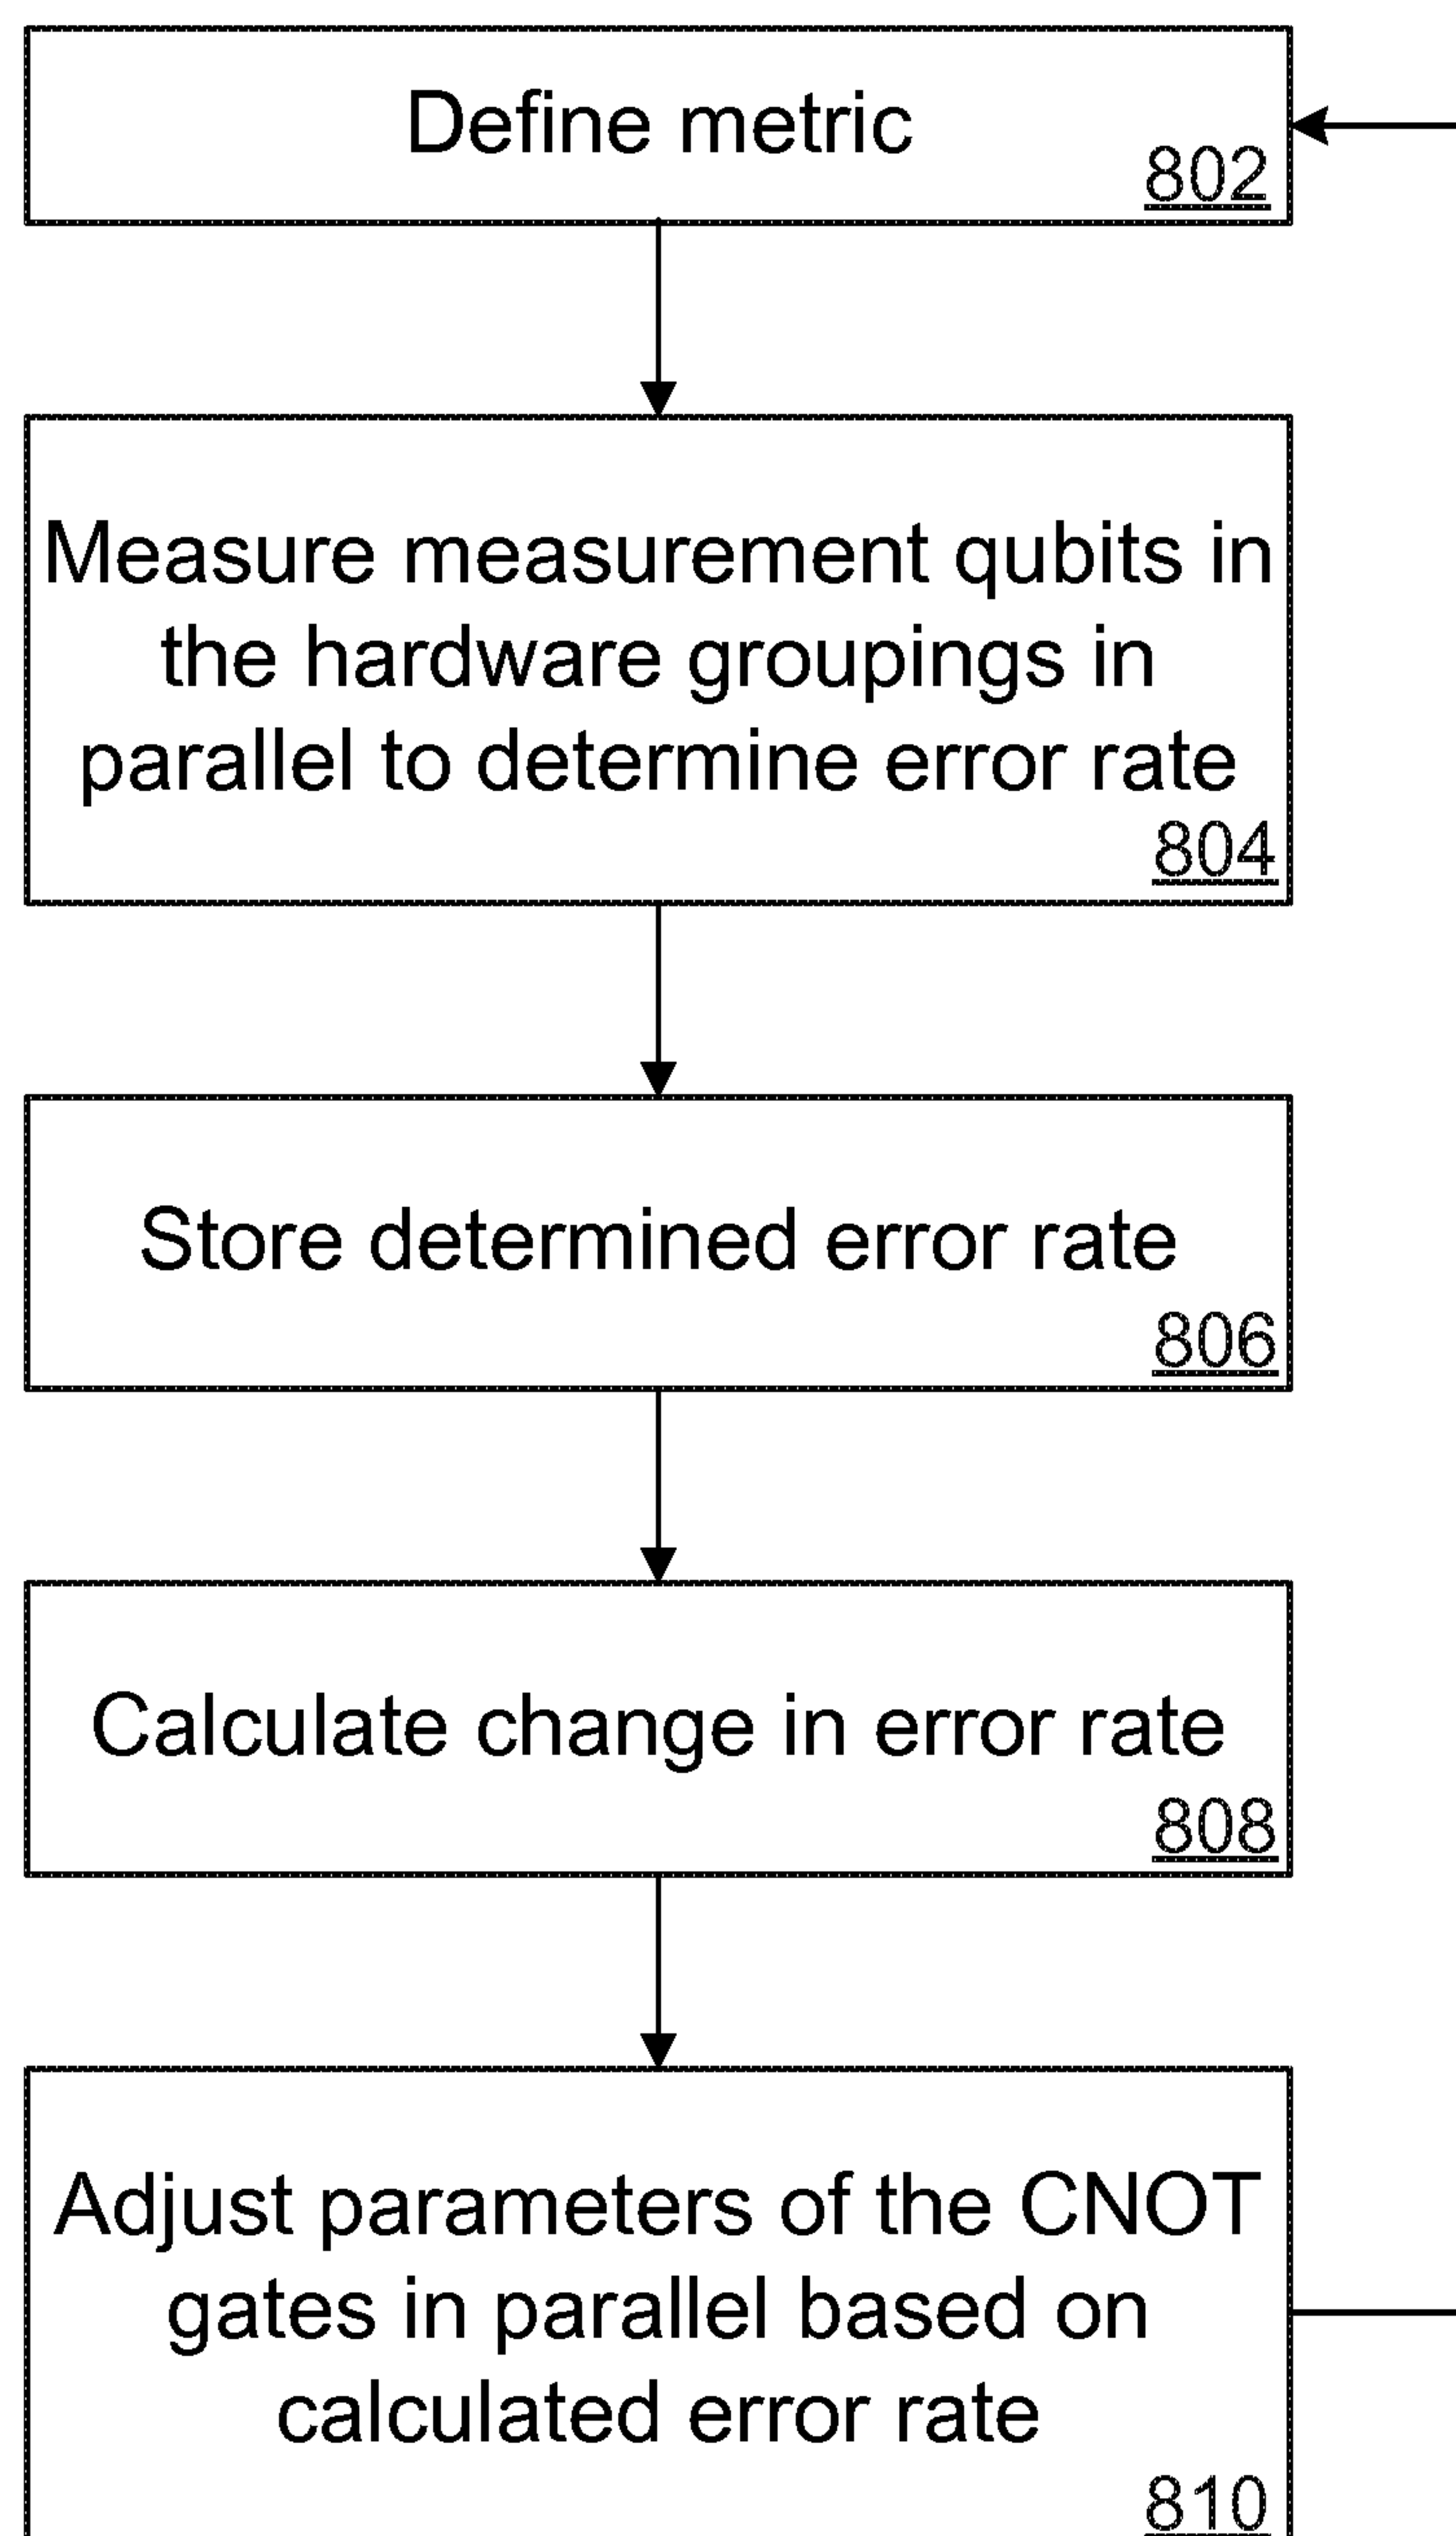 Define metric
802
Measure measurement qubits in
the hardware groupings in
parallel to determine error rate
804
Store determined error rate
806
Calculate change in error rate
808
Adjust parameters of the CNOT
gates in parallel based on
calculated error rate
810